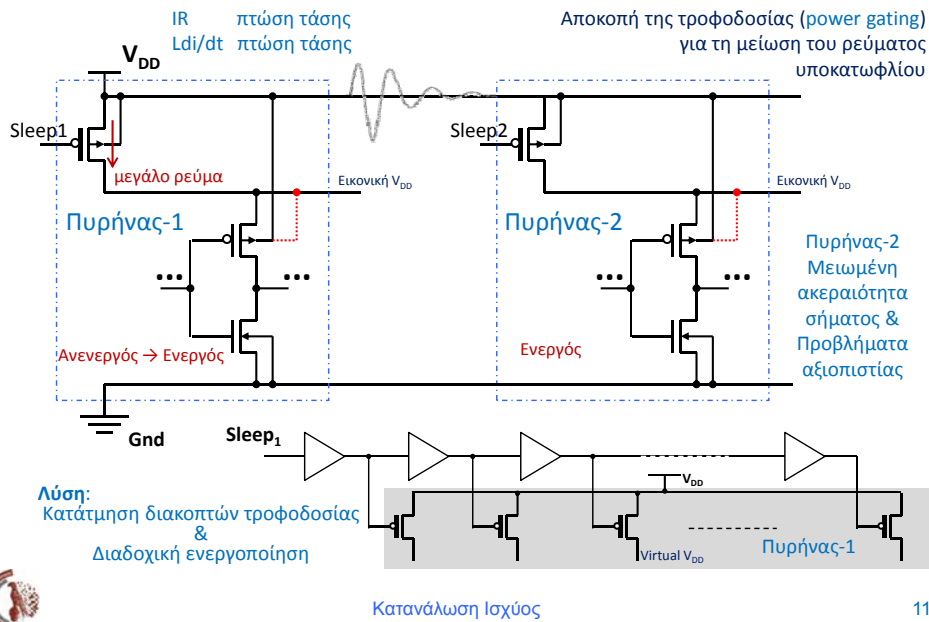 IR πτώση τάσης
Ldi/dt πτώση τάσης
Αποκοπή της τροφοδοσίας (power gating)
για τη μείωση του ρεύματος
υποκατωφλίου
VDD
Sleep1
μεγάλο ρεύμα
Εικονική VDD
Πυρήνας-1
...
...
Ανενεργός → Ενεργός
Sleep2
Εικονική VDD
Πυρήνας-2
...
...
Ενεργός
Πυρήνας-2
Μειωμένη
ακεραιότητα
σήματος &
Προβλήματα
αξιοπιστίας
Gnd
Sleep1
VDD
Λύση:
Κατάτμηση διακοπτών τροφοδοσίας
&
Διαδοχική ενεργοποίηση
Virtual VDD
Πυρήνας-1
Κατανάλωση Ισχύος
11